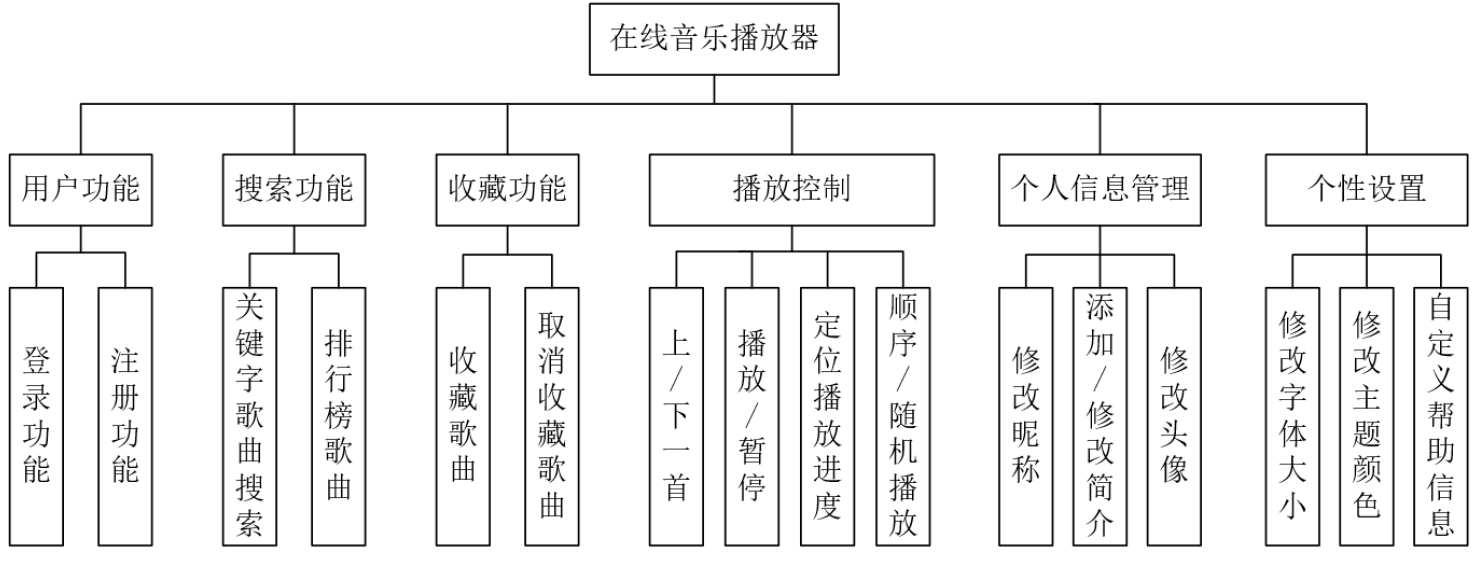 在线音乐播放器
用户功能
搜索功能
收藏功能
播放控制
个人信息管理
个性设置
登录功能
注册功能
关键字歌曲搜索
排行榜歌曲
收藏歌曲
取消收藏歌曲
上/下一首
播放/暂停
定位播放进度
顺序/随机播放
修改昵称
添加/修改简介
修改头像
修改字体大小
修改主题颜色
自定义帮助信息